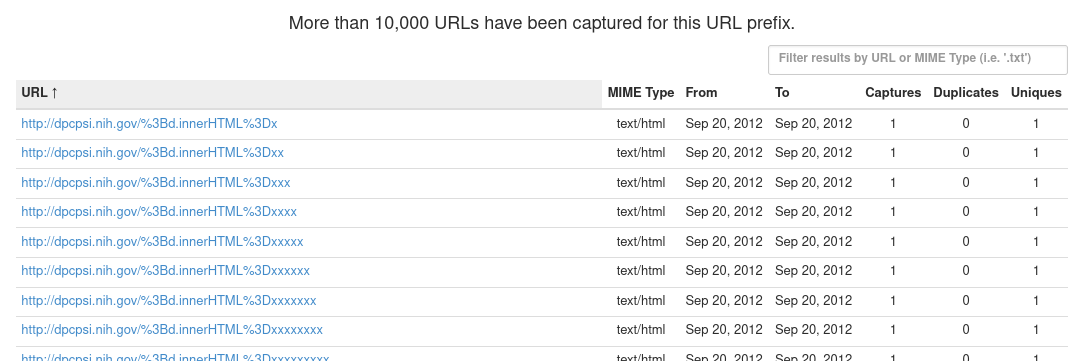 More than 10,000 URLs have been captured for this URL prefix.
Filter results by URL or MIME Type (i.e. '.txt')
URL ↑ MIME Type From To Captures Duplicates Uniques
http://dpcpsi.nih.gov/%3Bd.innerHTML%3Dx text/html Sep 20, 2012 Sep 20, 2012 1 0 1
http://dpcpsi.nih.gov/%3Bd.innerHTML%3Dxx text/html Sep 20, 2012 Sep 20, 2012 1 0 1
http://dpcpsi.nih.gov/%3Bd.innerHTML%3Dxxx text/html Sep 20, 2012 Sep 20, 2012 1 0 1
http://dpcpsi.nih.gov/%3Bd.innerHTML%3Dxxxx text/html Sep 20, 2012 Sep 20, 2012 1 0 1
http://dpcpsi.nih.gov/%3Bd.innerHTML%3Dxxxxx text/html Sep 20, 2012 Sep 20, 2012 1 0 1
http://dpcpsi.nih.gov/%3Bd.innerHTML%3Dxxxxxx text/html Sep 20, 2012 Sep 20, 2012 1 0 1
http://dpcpsi.nih.gov/%3Bd.innerHTML%3Dxxxxxxx text/html Sep 20, 2012 Sep 20, 2012 1 0 1
http://dpcpsi.nih.gov/%3Bd.innerHTML%3Dxxxxxxxx text/html Sep 20, 2012 Sep 20, 2012 1 0 1
http://dpcpsi.nih.gov/%3Bd.innerHTML%3Dxxxxxxxxx text/html Sep 20, 2012 Sep 20, 2012 1 0 1